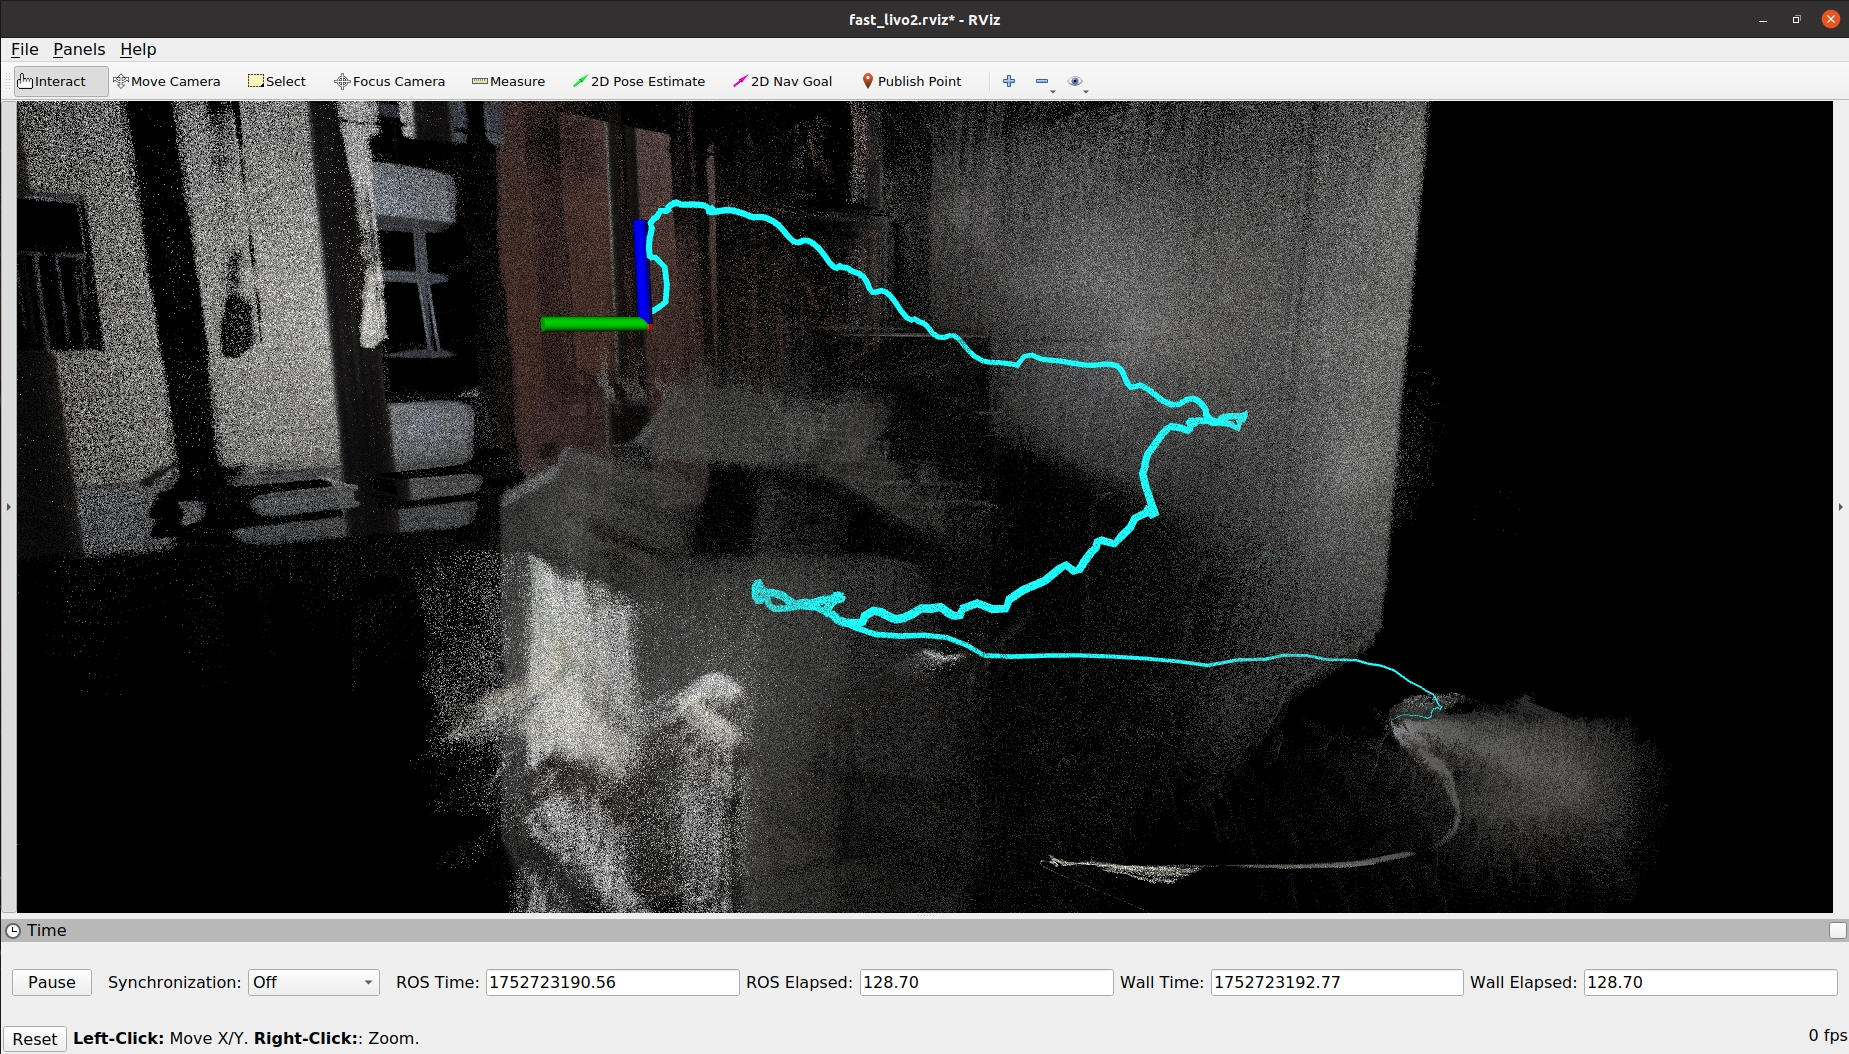 fast_livo2.rviz* - RViz
File Panels Help
Interact Move Camera Select Focus Camera Measure 2D Pose Estimate 2D Nav Goal Publish Point
Time
Pause Synchronization: Off ROS Time: 1752723190.56 ROS Elapsed: 128.70 Wall Time: 1752723192.77 Wall Elapsed: 128.70
Reset Left-Click: Move X/Y. Right-Click:: Zoom. 0 fps